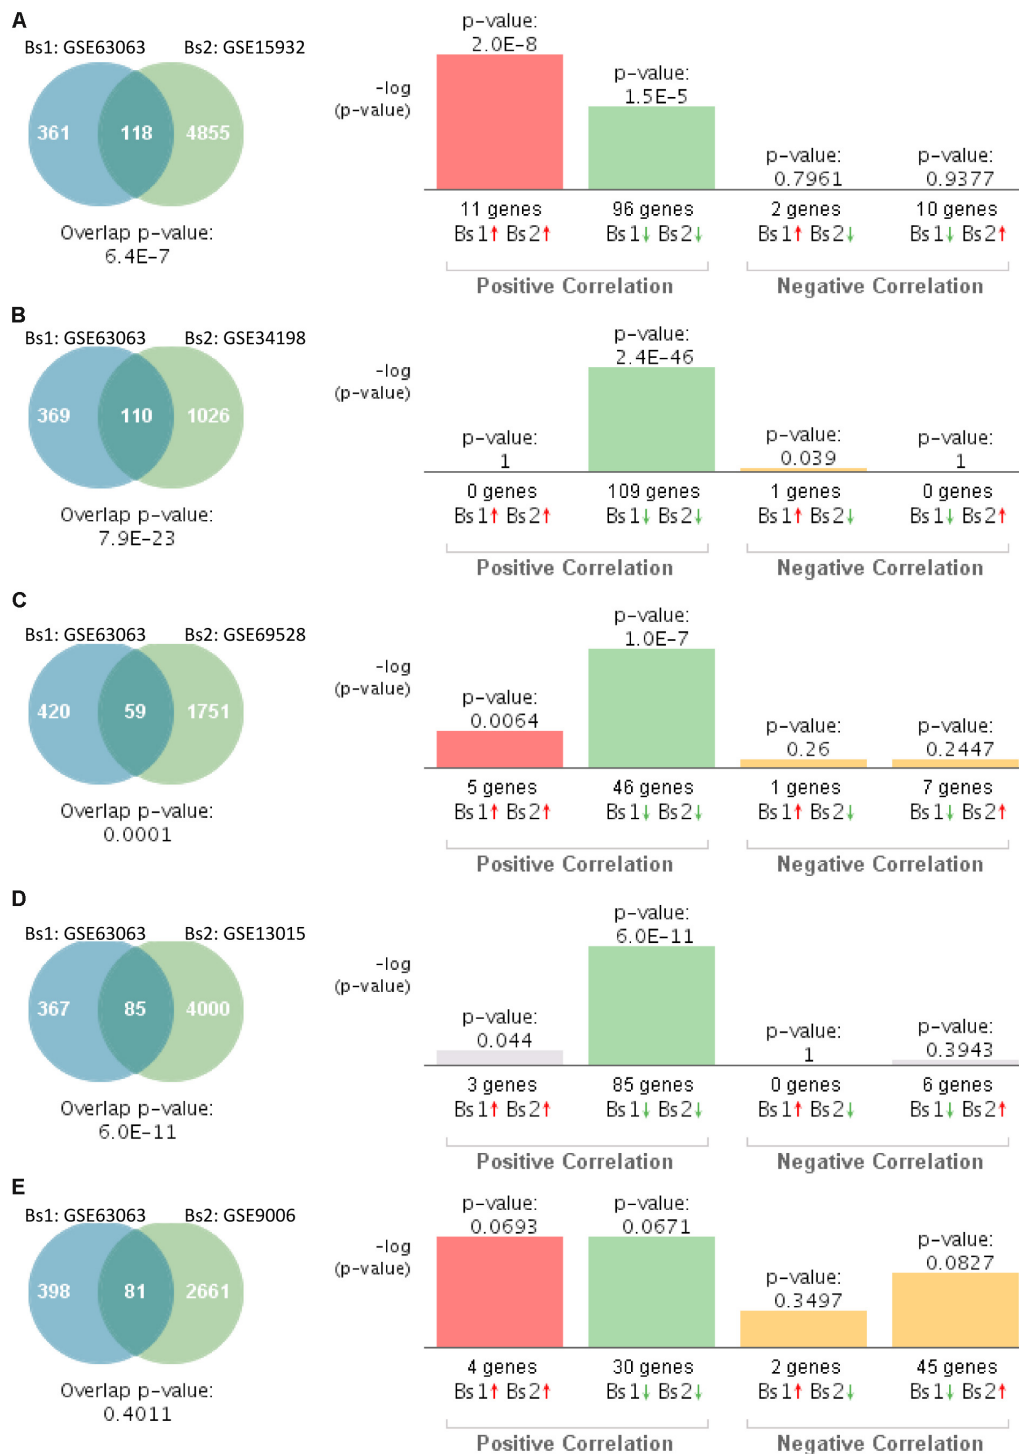 A
Bs1: GSE63063 Bs2: GSE15932
361 118 4855
Overlap p-value:
6.4E-7
-log
(p-value)
p-value:
2.0E-8
p-value:
1.5E-5
p-value:
0.7961
p-value:
0.9377
11 genes 96 genes 2 genes 10 genes
Bs1↑ Bs2↑ Bs1↓ Bs2↓ Bs1↑ Bs2↓ Bs1↓ Bs2↑
Positive Correlation Negative Correlation
B
Bs1: GSE63063 Bs2: GSE34198
369 110 1026
Overlap p-value:
7.9E-23
-log
(p-value)
p-value:
1
p-value:
2.4E-46
p-value:
0.039
p-value:
1
0 genes 109 genes 1 genes 0 genes
Bs1↑ Bs2↑ Bs1↓ Bs2↓ Bs1↑ Bs2↓ Bs1↓ Bs2↑
Positive Correlation Negative Correlation
C
Bs1: GSE63063 Bs2: GSE69528
420 59 1751
Overlap p-value:
0.0001
-log
(p-value)
p-value:
0.0064
p-value:
1.0E-7
p-value:
0.26
p-value:
0.2447
5 genes 46 genes 1 genes 7 genes
Bs1↑ Bs2↑ Bs1↓ Bs2↓ Bs1↑ Bs2↓ Bs1↓ Bs2↑
Positive Correlation Negative Correlation
D
Bs1: GSE63063 Bs2: GSE13015
367 85 4000
Overlap p-value:
6.0E-11
-log
(p-value)
p-value:
0.044
p-value:
6.0E-11
p-value:
1
p-value:
0.3943
3 genes 85 genes 0 genes 6 genes
Bs1↑ Bs2↑ Bs1↓ Bs2↓ Bs1↑ Bs2↓ Bs1↓ Bs2↑
Positive Correlation Negative Correlation
E
Bs1: GSE63063 Bs2: GSE9006
398 81 2661
Overlap p-value:
0.4011
-log
(p-value)
p-value:
0.0693
p-value:
0.0671
p-value:
0.3497
p-value:
0.0827
4 genes 30 genes 2 genes 45 genes
Bs1↑ Bs2↑ Bs1↓ Bs2↓ Bs1↑ Bs2↓ Bs1↓ Bs2↑
Positive Correlation Negative Correlation